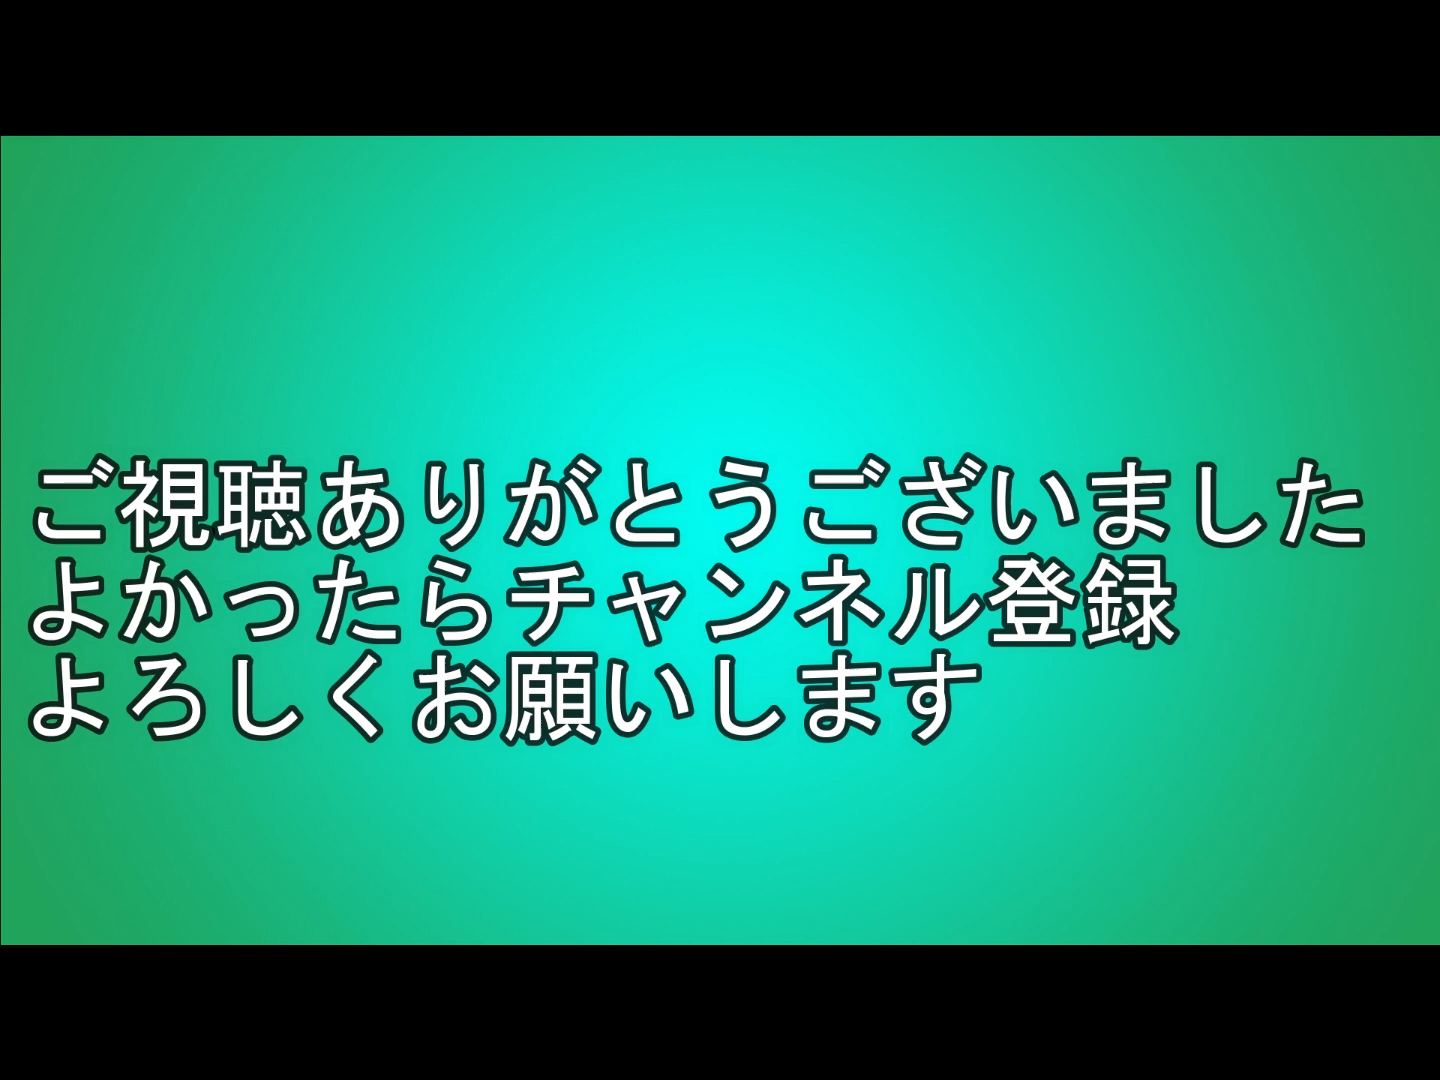 ご視聴ありがとうございました
よかったらチャンネル登録
よろしくお願いします